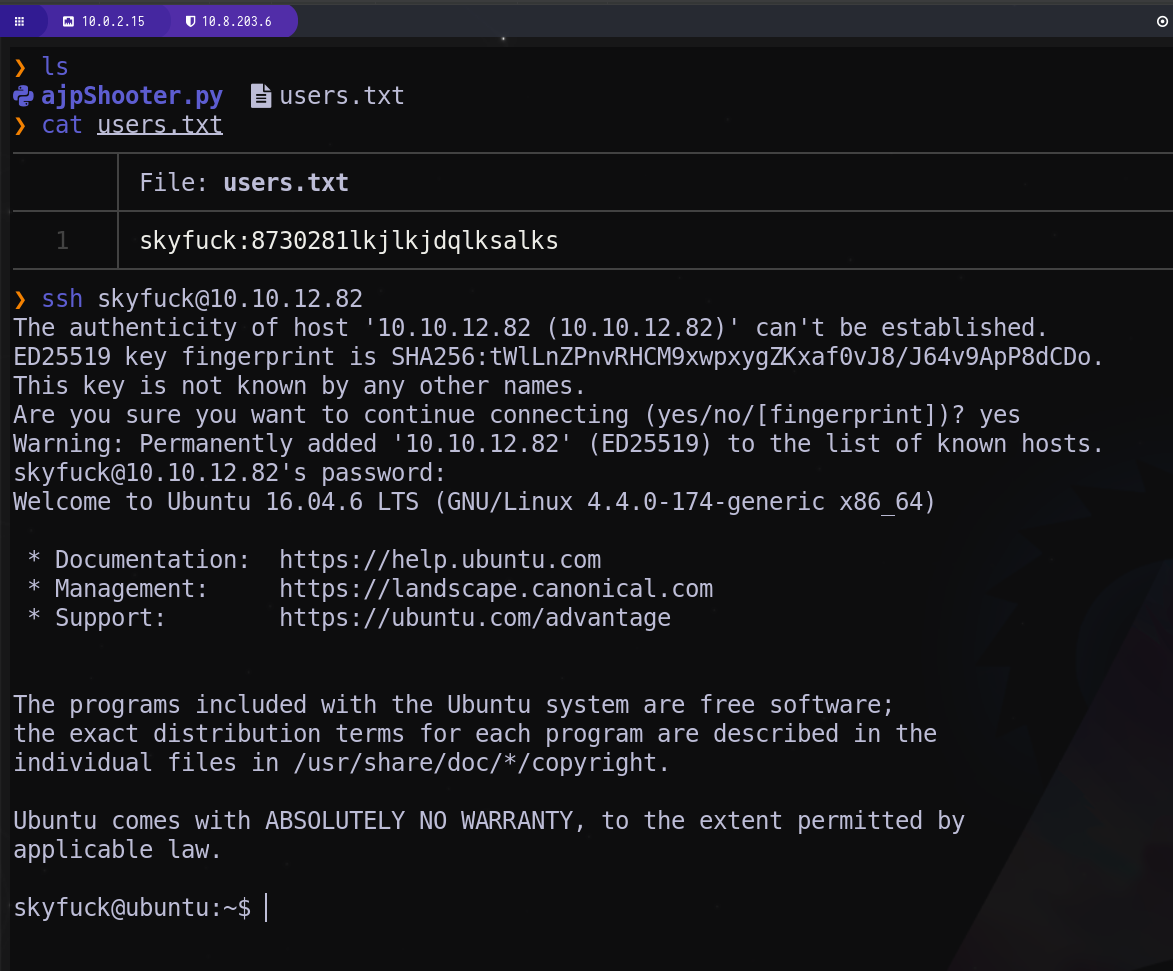 10.0.2.15 10.8.203.6
❯ ls
ajpShooter.py users.txt
❯ cat users.txt
File: users.txt
1 skyfuck:8730281lkjlkjdqlksalks
❯ ssh skyfuck@10.10.12.82
The authenticity of host '10.10.12.82 (10.10.12.82)' can't be established.
ED25519 key fingerprint is SHA256:tWlLnZPnvRHCM9xwpxygZKxaf0vJ8/J64v9ApP8dCDo.
This key is not known by any other names.
Are you sure you want to continue connecting (yes/no/[fingerprint])? yes
Warning: Permanently added '10.10.12.82' (ED25519) to the list of known hosts.
skyfuck@10.10.12.82's password:
Welcome to Ubuntu 16.04.6 LTS (GNU/Linux 4.4.0-174-generic x86_64)
* Documentation: https://help.ubuntu.com
* Management: https://landscape.canonical.com
* Support: https://ubuntu.com/advantage
The programs included with the Ubuntu system are free software;
the exact distribution terms for each program are described in the
individual files in /usr/share/doc/*/copyright.
Ubuntu comes with ABSOLUTELY NO WARRANTY, to the extent permitted by
applicable law.
skyfuck@ubuntu:~$